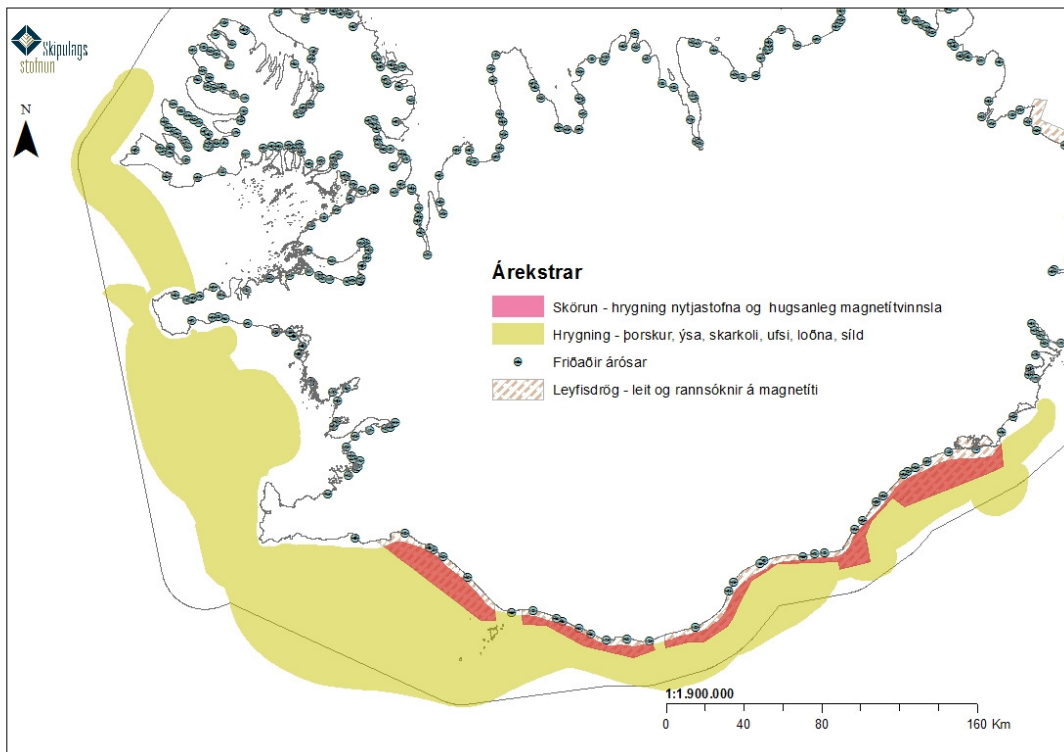 Skipulags
stofnun
N
Árekstrar
Skörun - hrygning nytjastofna og hugsanleg magnetítvinnsla
Hrygning - þorskur, ýsa, skarkoli, ufsi, loðna, síld
Friðaðir árósar
Leyfisdrög - leit og rannsóknir á magnetíti
1:1.900.000
0 40 80 160 Km